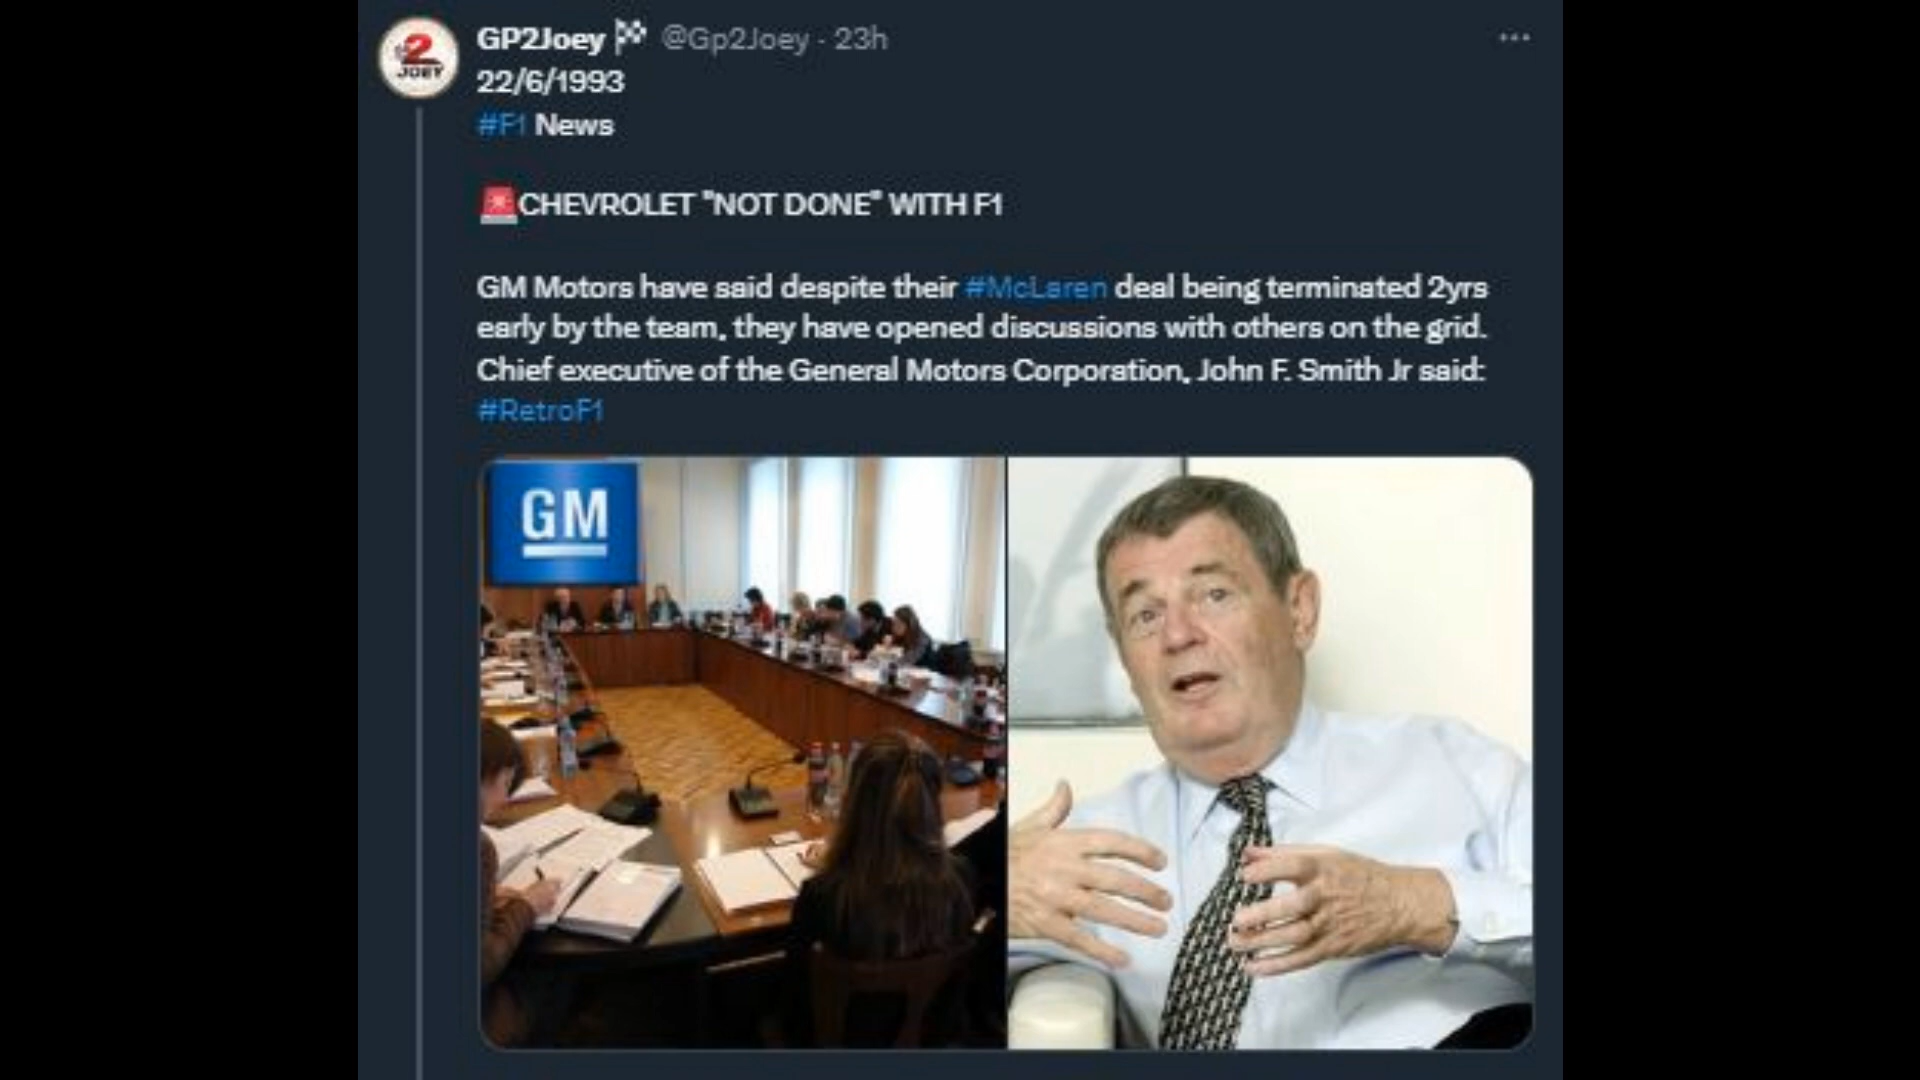 GP2Joey @Gp2Joey · 23h
22/6/1993
#F1 News
CHEVROLET "NOT DONE" WITH F1
GM Motors have said despite their #McLaren deal being terminated 2yrs
early by the team, they have opened discussions with others on the grid.
Chief executive of the General Motors Corporation, John F. Smith Jr said:
#RetroF1
2
JOEY
GM